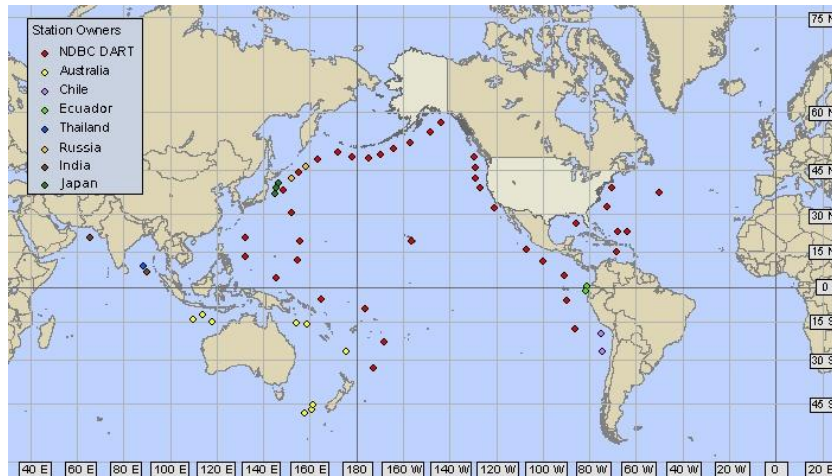 Station Owners
NDBC DART
Australia
Chile
Ecuador
Thailand
Russia
India
Japan
75 N
60 N
45 N
30 N
15 N
0
15 S
30 S
45 S
40 E
60 E
80 E
100 E
120 E
140 E
160 E
180
160 W
140 W
120 W
100 W
80 W
60 W
40 W
20 W
0
20 E